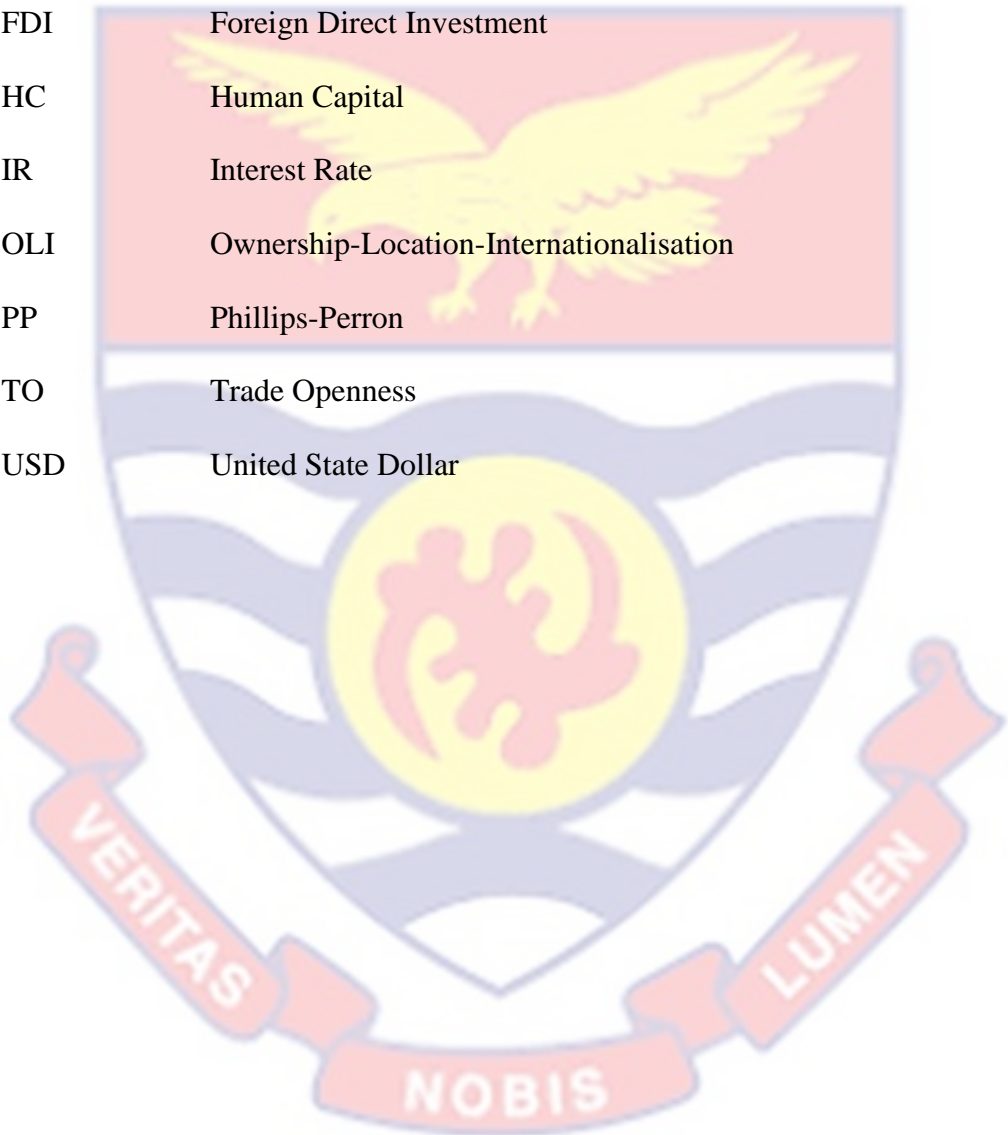 FDI Foreign Direct Investment
HC Human Capital
IR Interest Rate
OLI Ownership-Location-Internationalisation
PP Phillips-Perron
TO Trade Openness
USD United State Dollar
VERITAS
NOBIS
LUMEN